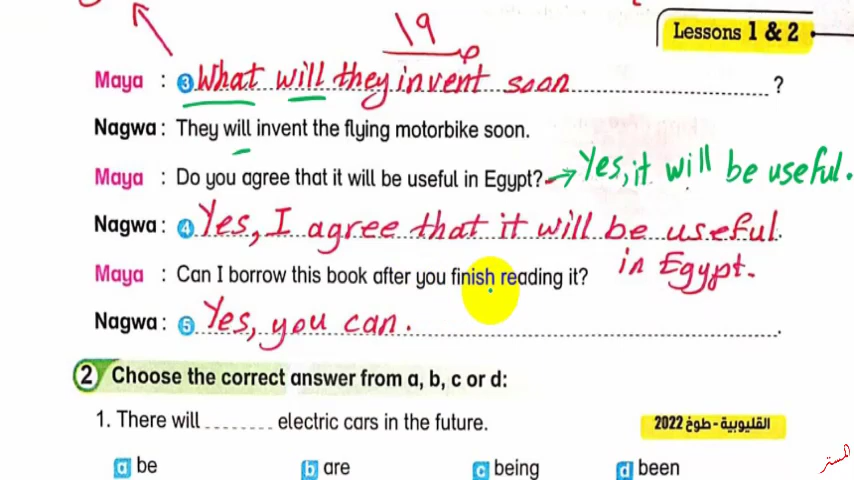 Lessons 1 & 2
١٩ ص
Maya : 3 What will they invent soon ?
Nagwa : They will invent the flying motorbike soon.
Maya : Do you agree that it will be useful in Egypt? → Yes, it will be useful.
Nagwa : 4 Yes, I agree that it will be useful
in Egypt.
Maya : Can I borrow this book after you finish reading it?
Nagwa : 5 Yes, you can.
2 Choose the correct answer from a, b, c or d:
1. There will ........ electric cars in the future. القليوبية - طوخ 2022
a be b are c being d been
المستر